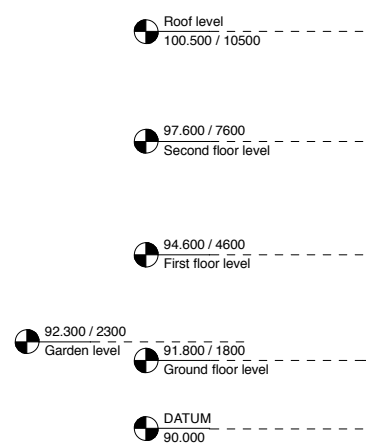 Roof level
100.500 / 10500
97.600 / 7600
Second floor level
94.600 / 4600
First floor level
92.300 / 2300
Garden level
91.800 / 1800
Ground floor level
DATUM
90.000